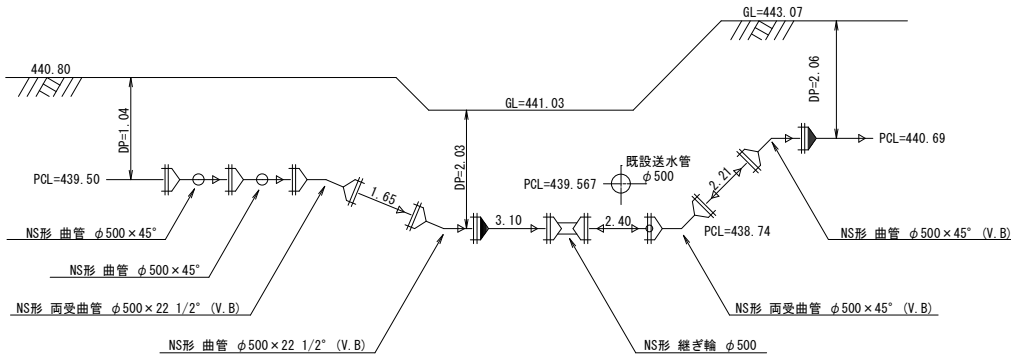 GL=443.07
440.80
DP=2.06
GL=441.03
DP=1.04
DP=2.03
既設送水管
φ500
PCL=440.69
PCL=439.50
PCL=439.567
2.21
1.65
3.10
2.40
PCL=438.74
NS形 曲管 φ500×45°
NS形 曲管 φ500×45° (V.B)
NS形 曲管 φ500×45°
NS形 両受曲管 φ500×22 1/2° (V.B)
NS形 両受曲管 φ500×45° (V.B)
NS形 曲管 φ500×22 1/2° (V.B)
NS形 継ぎ輪 φ500